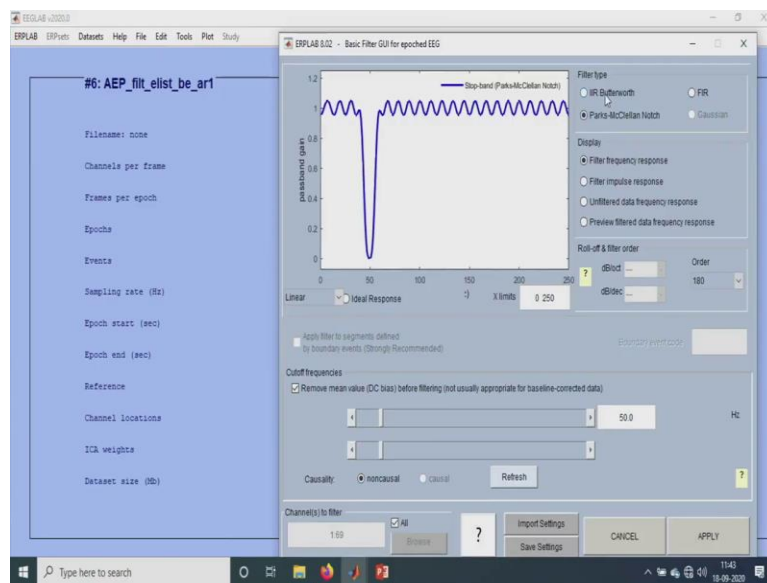 EEGLAB v2020.0
ERPLAB ERPsets Datasets Help File Edit Tools Plot Study
#6: AEP_filt_elist_be_ar1
Filename: none
Channels per frame
Frames per epoch
Epochs
Events
Sampling rate (Hz)
Epoch start (sec)
Epoch end (sec)
Reference
Channel locations
ICA weights
Dataset size (Mb)
ERPLAB 8.02 - Basic Filter GUI for epoched EEG
Stop-band (Parks-McClellan Notch)
passband gain
1.2
1
0.8
0.6
0.4
0.2
0
0 50 100 150 200 250
Linear
Ideal Response
:)
X limits
0 250
Filter type
IIR Butterworth
FIR
Parks-McClellan Notch
Gaussian
Display
Filter frequency response
Filter impulse response
Unfiltered data frequency response
Preview filtered data frequency response
Roll-off & filter order
?
dB/oct
---
dB/dec
---
Order
180
Apply filter to segments defined
by boundary events (Strongly Recommended)
Boundary event code
Cutoff frequencies
Remove mean value (DC bias) before filtering (not usually appropriate for baseline-corrected data)
50.0
Hz
Causality:
noncausal
causal
Refresh
?
Channel(s) to filter
1:59
All
Browse
?
Import Settings
Save Settings
CANCEL
APPLY
Type here to search
11:43
18-09-2020